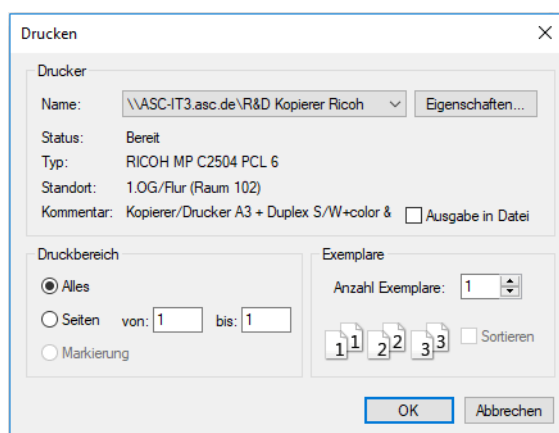 Drucken
Drucker
Name: \\ASC-IT3.asc.de\R&D Kopierer Ricoh Eigenschaften...
Status: Bereit
Typ: RICOH MP C2504 PCL 6
Standort: 1.OG/Flur (Raum 102)
Kommentar: Kopierer/Drucker A3 + Duplex S/W+color & Ausgabe in Datei
Druckbereich
Alles
Seiten von: 1 bis: 1
Markierung
Exemplare
Anzahl Exemplare: 1
1 1 2 2 3 3 Sortieren
OK Abbrechen